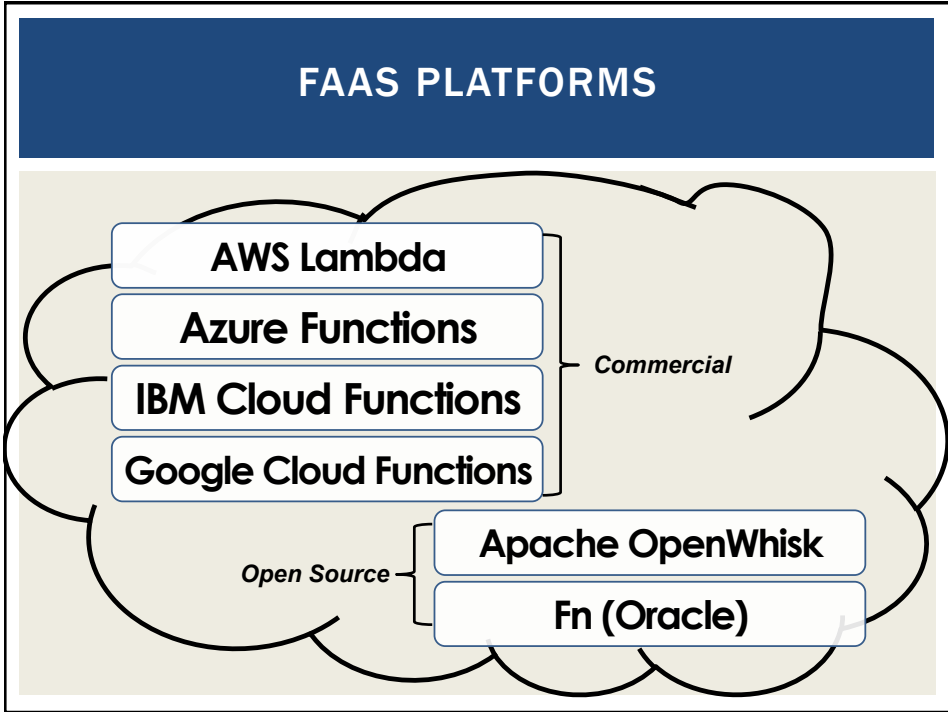 FAAS PLATFORMS
AWS Lambda
Azure Functions
Commercial
IBM Cloud Functions
Google Cloud Functions
Apache OpenWhisk
Open Source
Fn (Oracle)